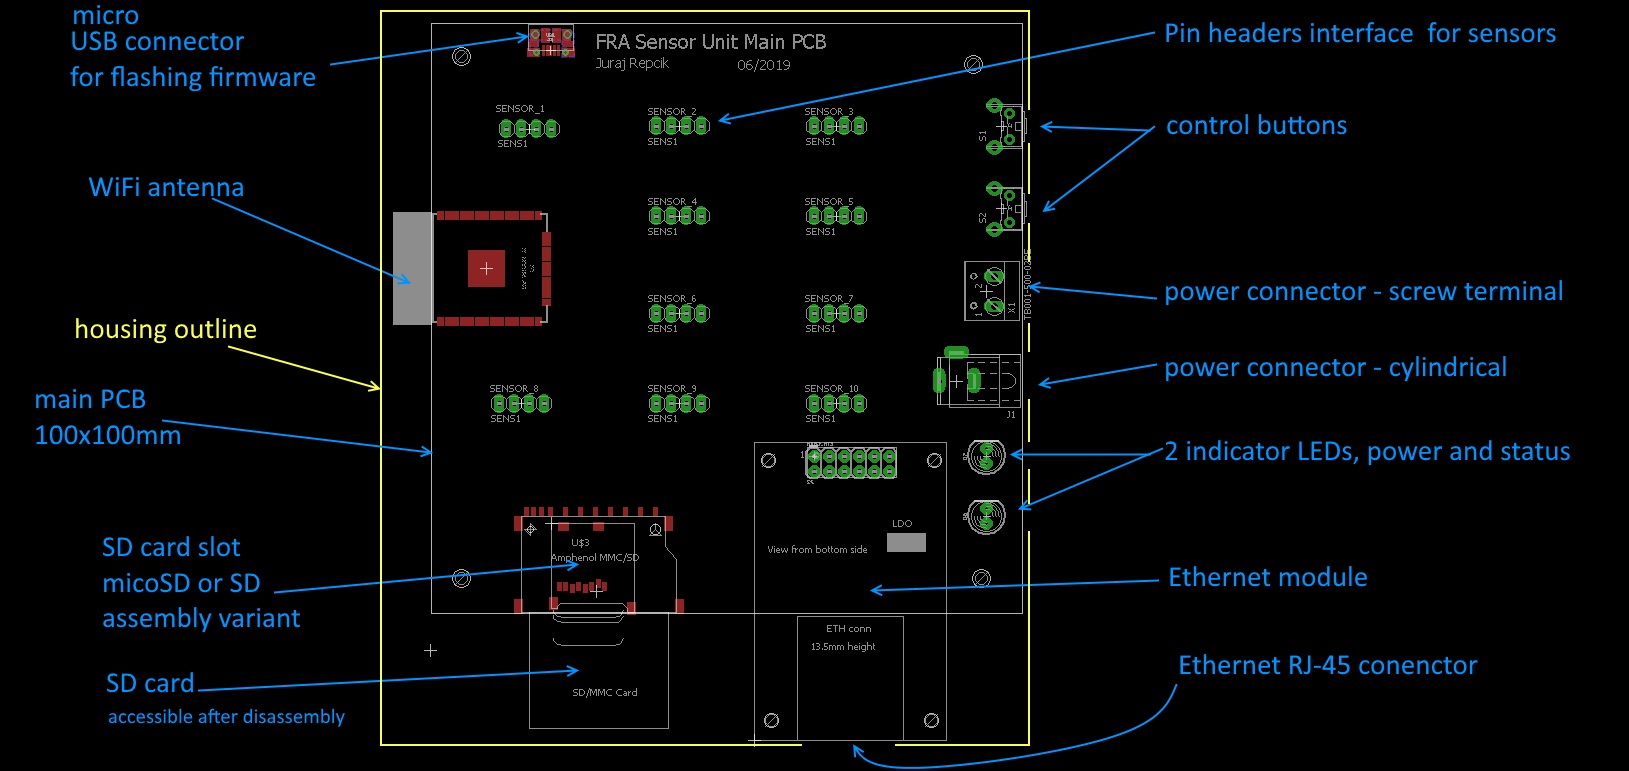 micro
USB connector
for flashing firmware
FRA Sensor Unit Main PCB
Juraj Repcik 06/2019
Pin headers interface for sensors
SENSOR_1
SENS1
SENSOR_2
SENS1
SENSOR_3
SENS1
S1
control buttons
WiFi antenna
SENSOR_4
SENS1
SENSOR_5
SENS1
S2
power connector - screw terminal
2
1
X1
TB001-500-02BE
SENSOR_6
SENS1
SENSOR_7
SENS1
housing outline
power connector - cylindrical
J1
main PCB
100x100mm
SENSOR_8
SENS1
SENSOR_9
SENS1
SENSOR_10
SENS1
1
2 indicator LEDs, power and status
LDO
View from bottom side
SD card slot
micoSD or SD
assembly variant
U$3
Amphenol MMC/SD
Ethernet module
ETH conn
13.5mm height
Ethernet RJ-45 conenctor
SD card
accessible after disassembly
SD/MMC Card